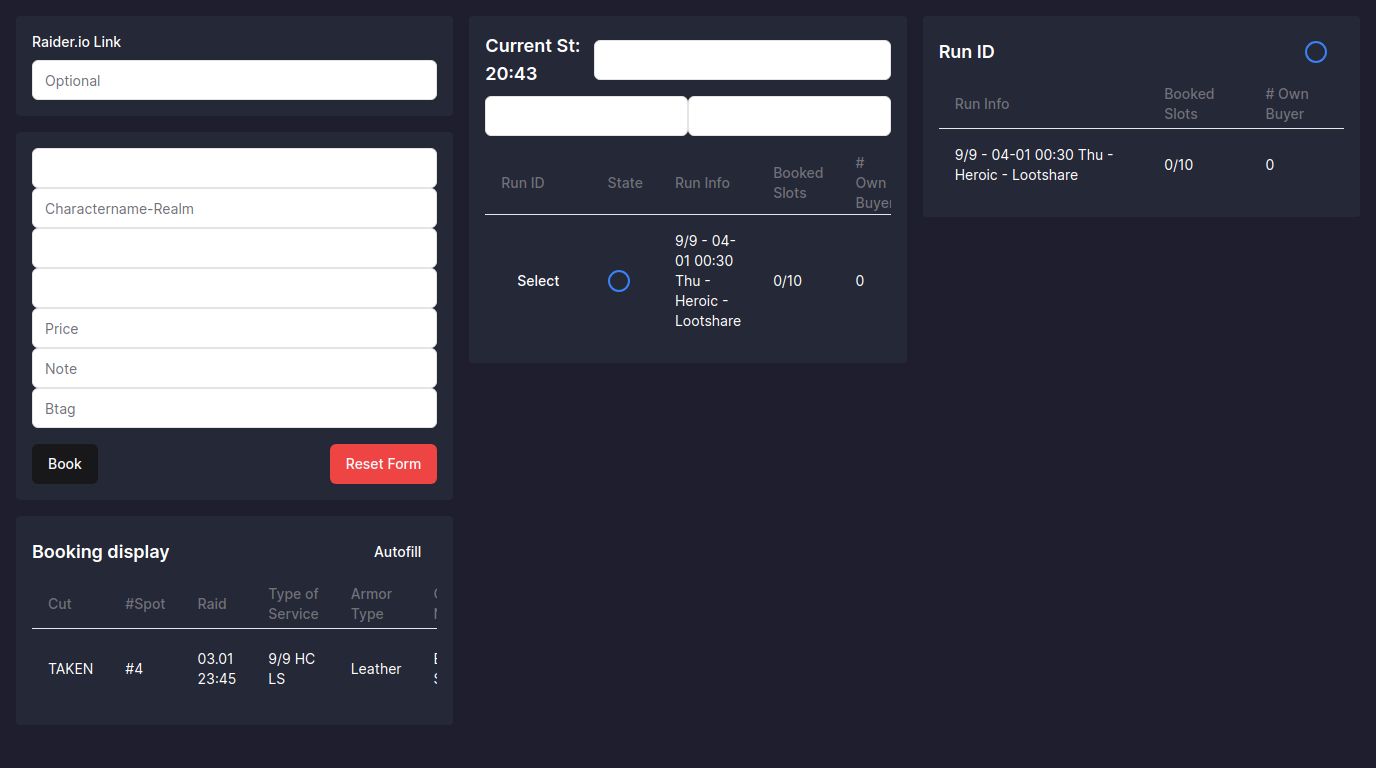 Raider.io Link
Optional
Charactername-Realm
Price
Note
Btag
Book
Reset Form
Booking display
Autofill
Cut
#Spot
Raid
Type of
Service
Armor
Type
TAKEN
#4
03.01
23:45
9/9 HC
LS
Leather
Current St:
20:43
Run ID
State
Run Info
Booked
Slots
#
Own
Buyer
Select
9/9 - 04-
01 00:30
Thu -
Heroic -
Lootshare
0/10
0
Run ID
Run Info
Booked
Slots
# Own
Buyer
9/9 - 04-01 00:30 Thu -
Heroic - Lootshare
0/10
0